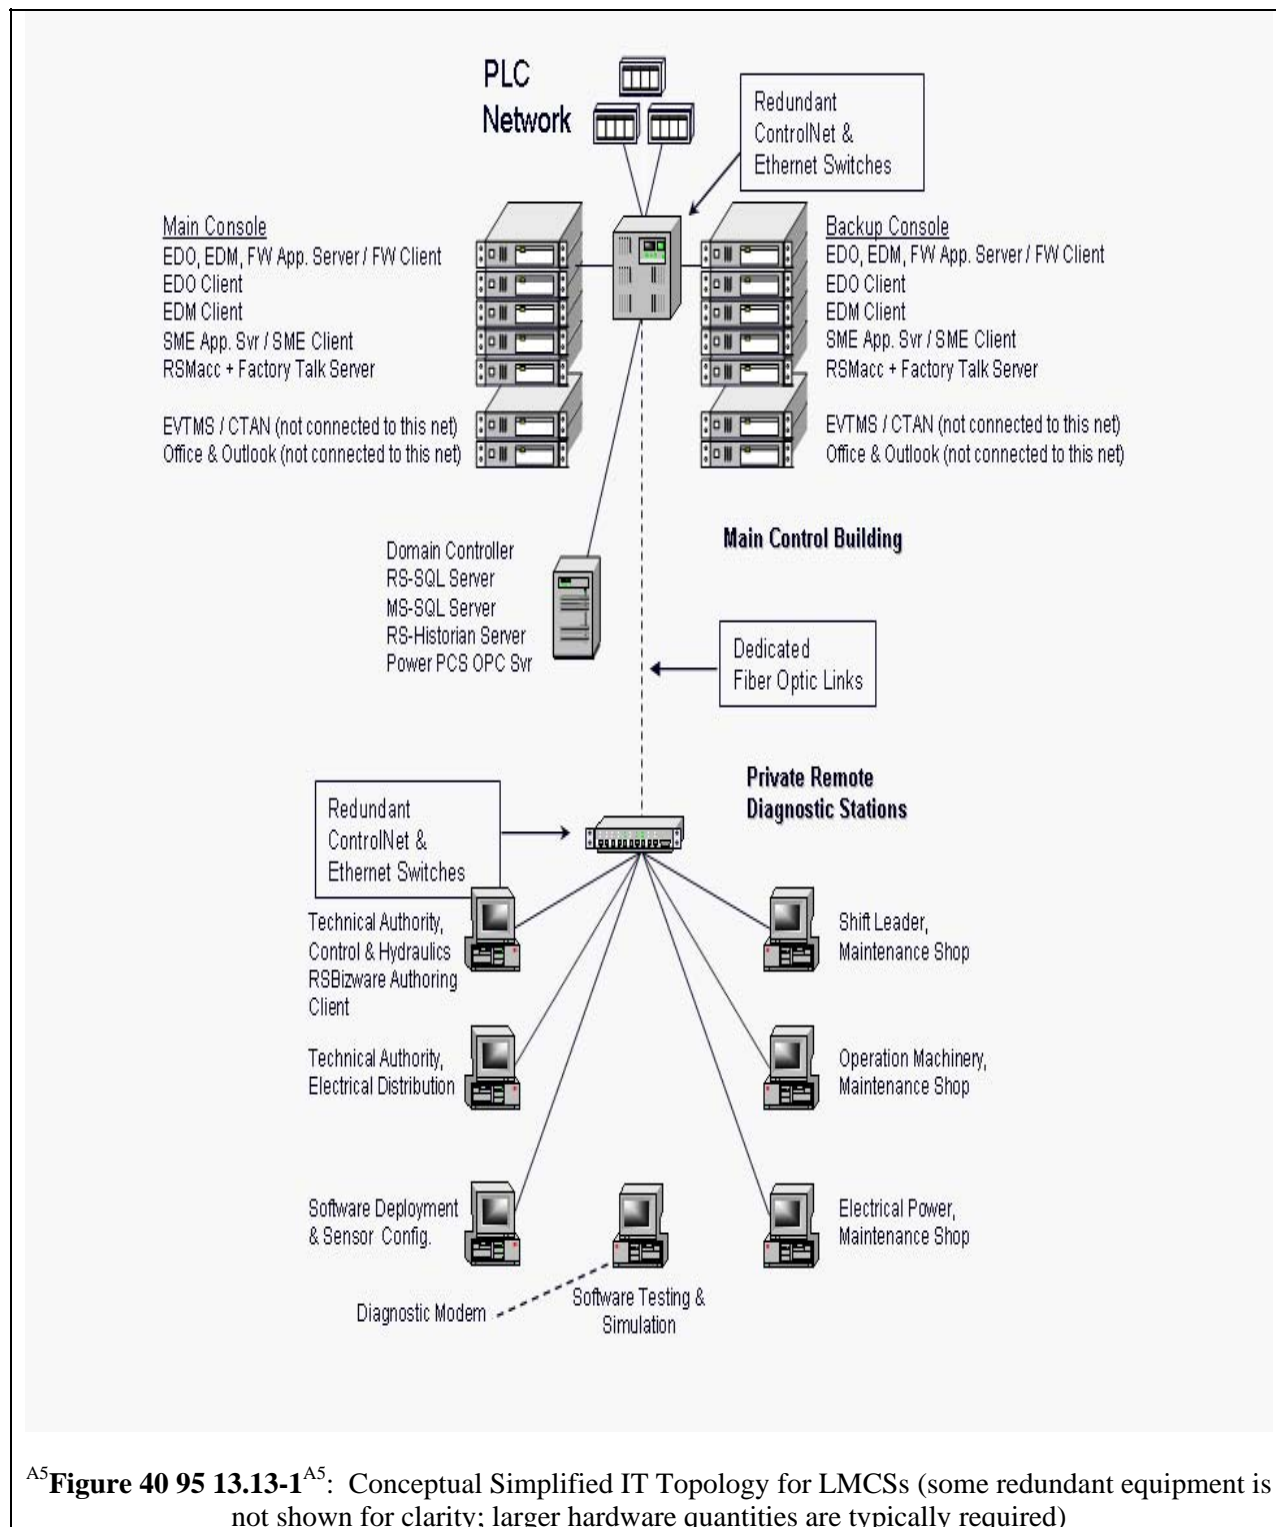 PLC
Network
Redundant
ControlNet &
Ethernet Switches
Main Console
EDO, EDM, FW App. Server / FW Client
EDO Client
EDM Client
SME App. Svr / SME Client
RSMacc + Factory Talk Server
EVTMS / CTAN (not connected to this net)
Office & Outlook (not connected to this net)
Backup Console
EDO, EDM, FW App. Server / FW Client
EDO Client
EDM Client
SME App. Svr / SME Client
RSMacc + Factory Talk Server
EVTMS / CTAN (not connected to this net)
Office & Outlook (not connected to this net)
Main Control Building
Domain Controller
RS-SQL Server
MS-SQL Server
RS-Historian Server
Power PCS OPC Svr
Dedicated
Fiber Optic Links
Private Remote
Diagnostic Stations
Redundant
ControlNet &
Ethernet Switches
Technical Authority,
Control & Hydraulics
RSBizware Authoring
Client
Shift Leader,
Maintenance Shop
Technical Authority,
Electrical Distribution
Operation Machinery,
Maintenance Shop
Software Deployment
& Sensor Config.
Electrical Power,
Maintenance Shop
Diagnostic Modem
Software Testing &
Simulation
A5Figure 40 95 13.13-1A5: Conceptual Simplified IT Topology for LMCSs (some redundant equipment is
not shown for clarity; larger hardware quantities are typically required)